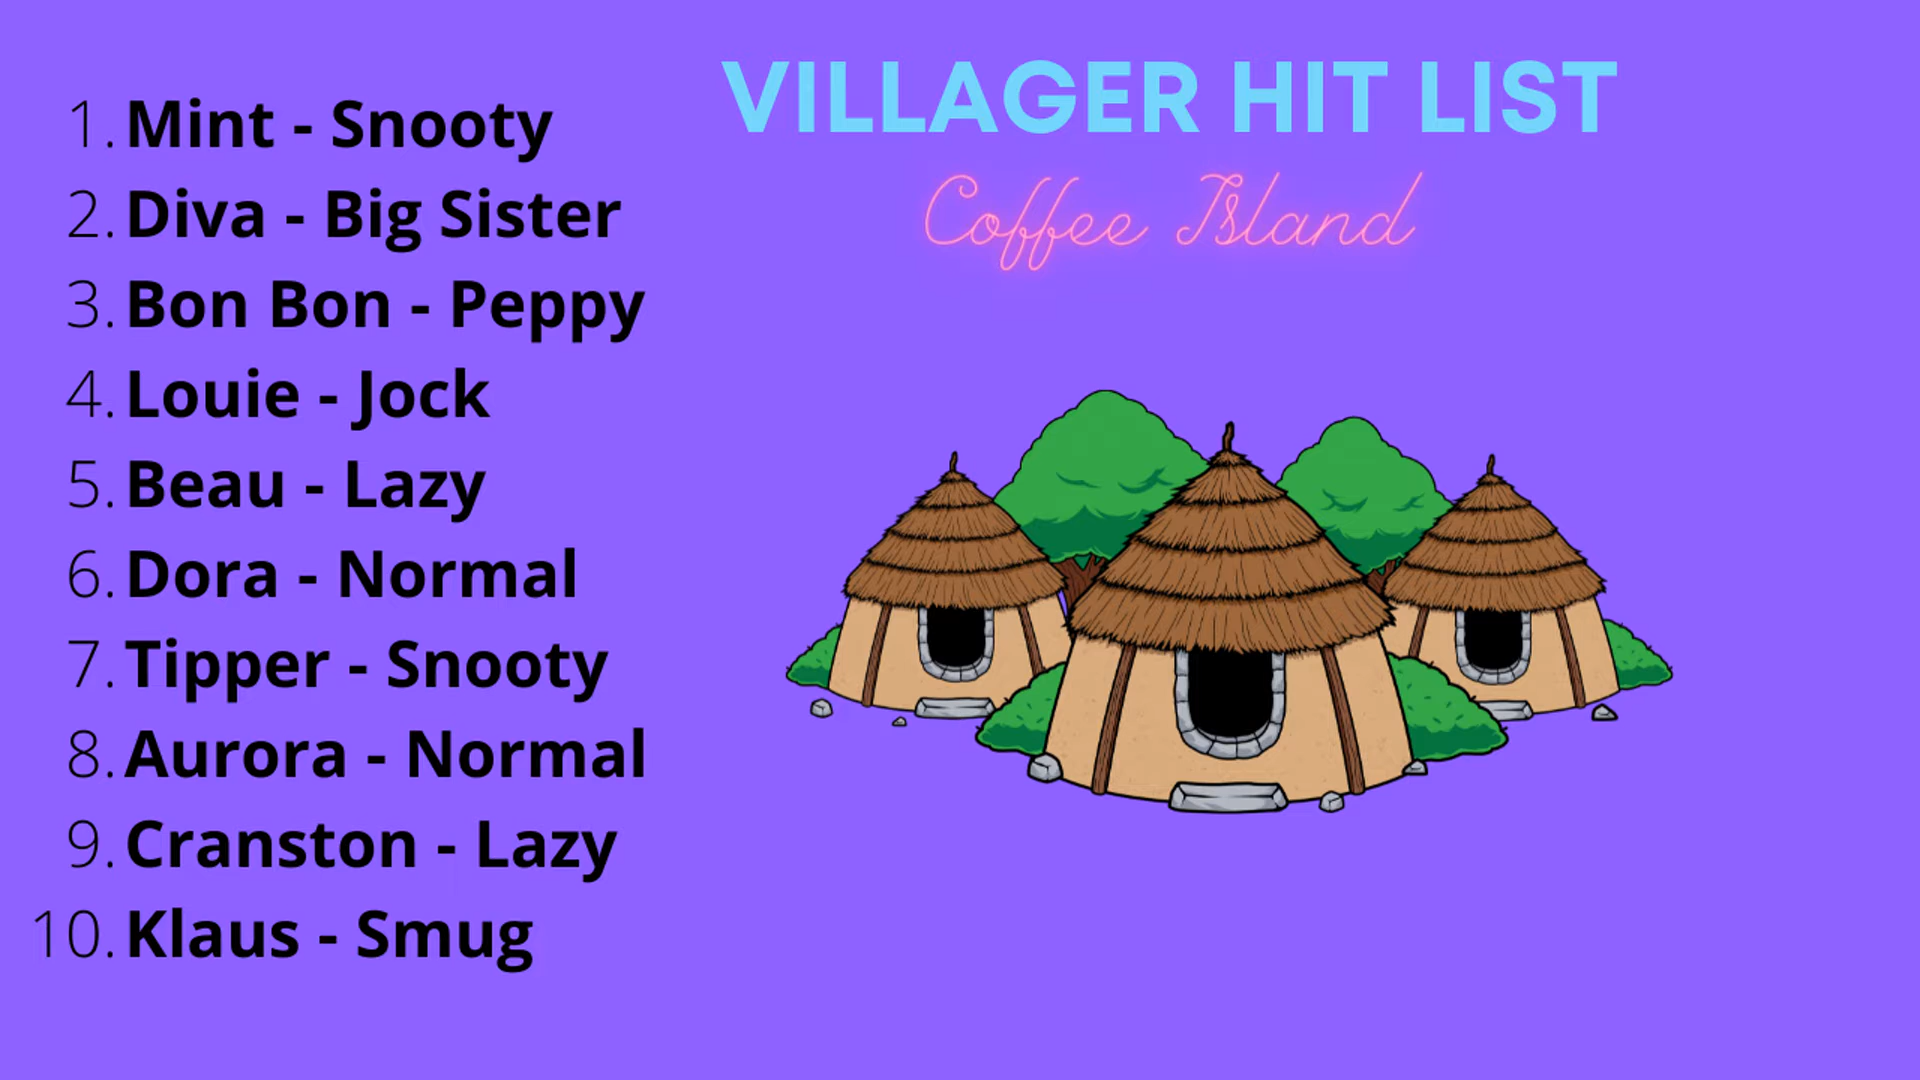 VILLAGER HIT LIST
Coffee Island
1. Mint - Snooty
2. Diva - Big Sister
3. Bon Bon - Peppy
4. Louie - Jock
5. Beau - Lazy
6. Dora - Normal
7. Tipper - Snooty
8. Aurora - Normal
9. Cranston - Lazy
10. Klaus - Smug